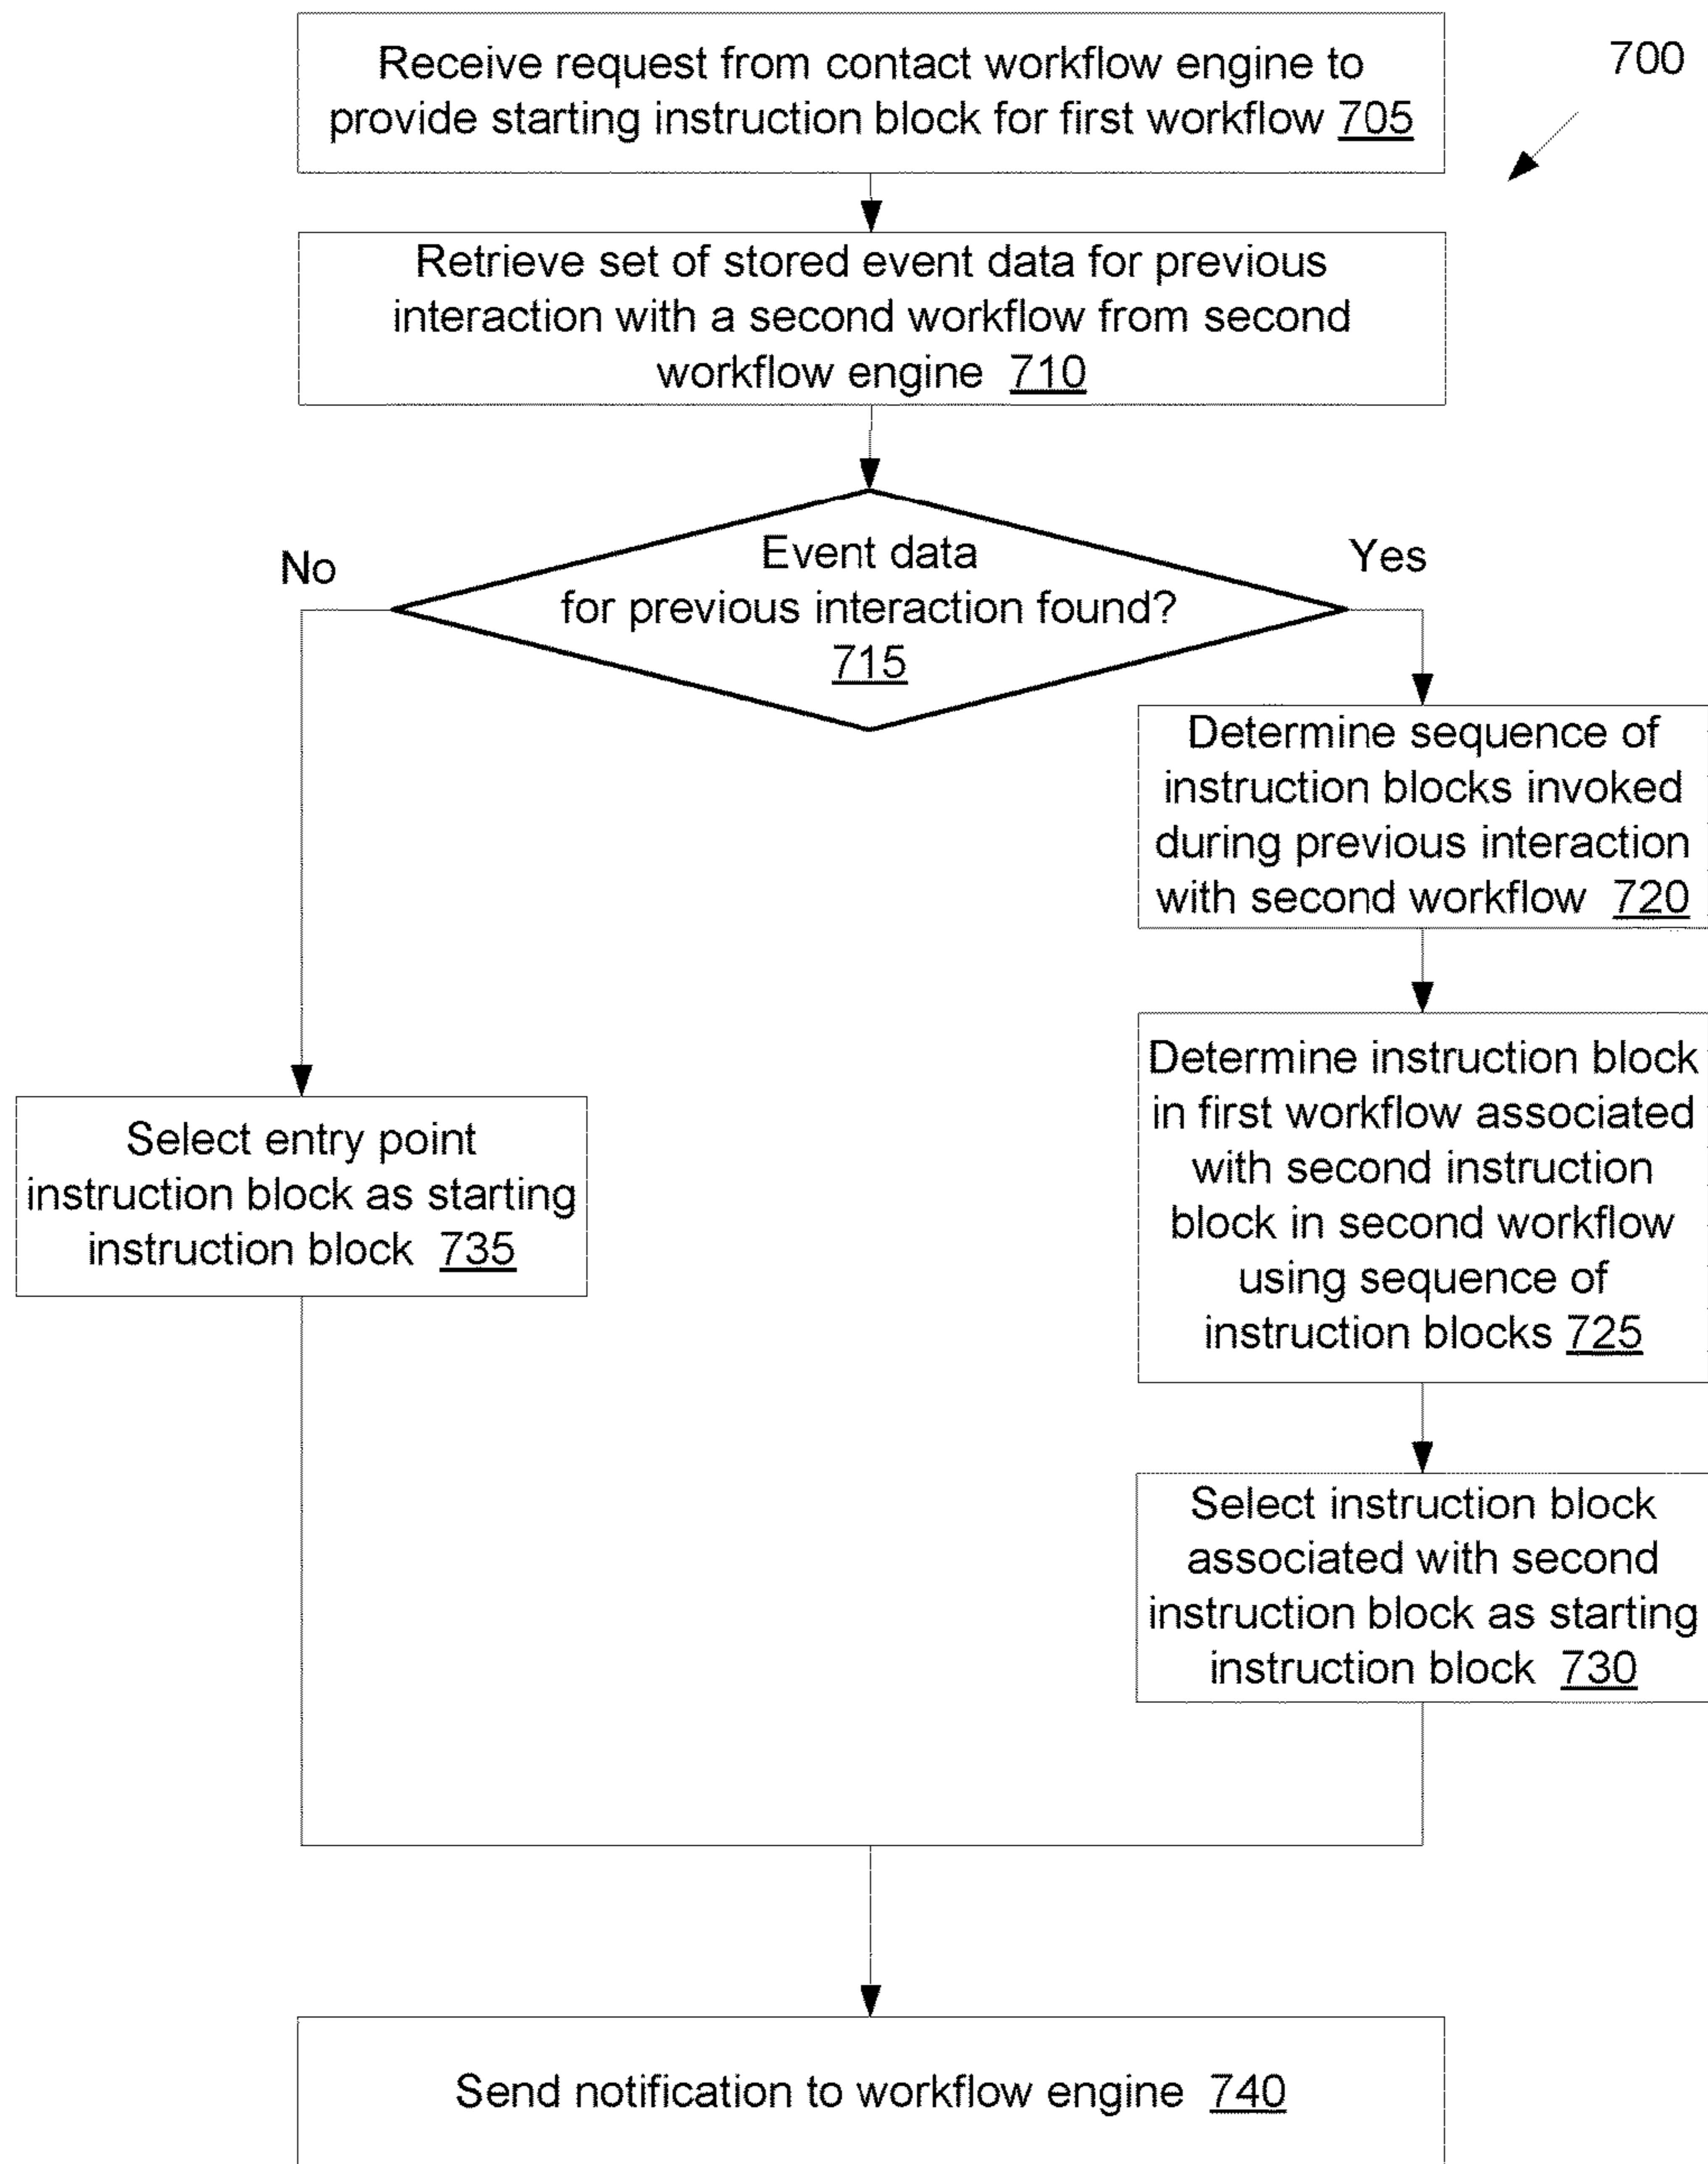 Receive request from contact workflow engine to
provide starting instruction block for first workflow 705
700
Retrieve set of stored event data for previous
interaction with a second workflow from second
workflow engine 710
Event data
for previous interaction found?
715
No
Yes
Determine sequence of
instruction blocks invoked
during previous interaction
with second workflow 720
Determine instruction block
in first workflow associated
with second instruction
block in second workflow
using sequence of
instruction blocks 725
Select entry point
instruction block as starting
instruction block 735
Select instruction block
associated with second
instruction block as starting
instruction block 730
Send notification to workflow engine 740